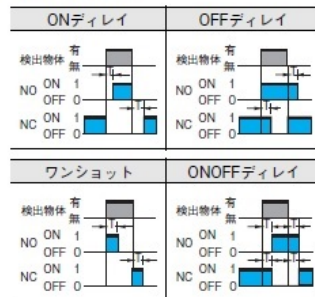 ONディレイ
OFFディレイ
検出物体 有
無
T
NO ON 1
OFF 0
T
NC ON 1
OFF 0
検出物体 有
無
NO ON 1
OFF 0
T
NC ON 1
OFF 0
ワンショット
ONOFFディレイ
検出物体 有
無
T
NO ON 1
OFF 0
T
NC ON 1
OFF 0
検出物体 有
無
T T
NO ON 1
OFF 0
T T
NC ON 1
OFF 0